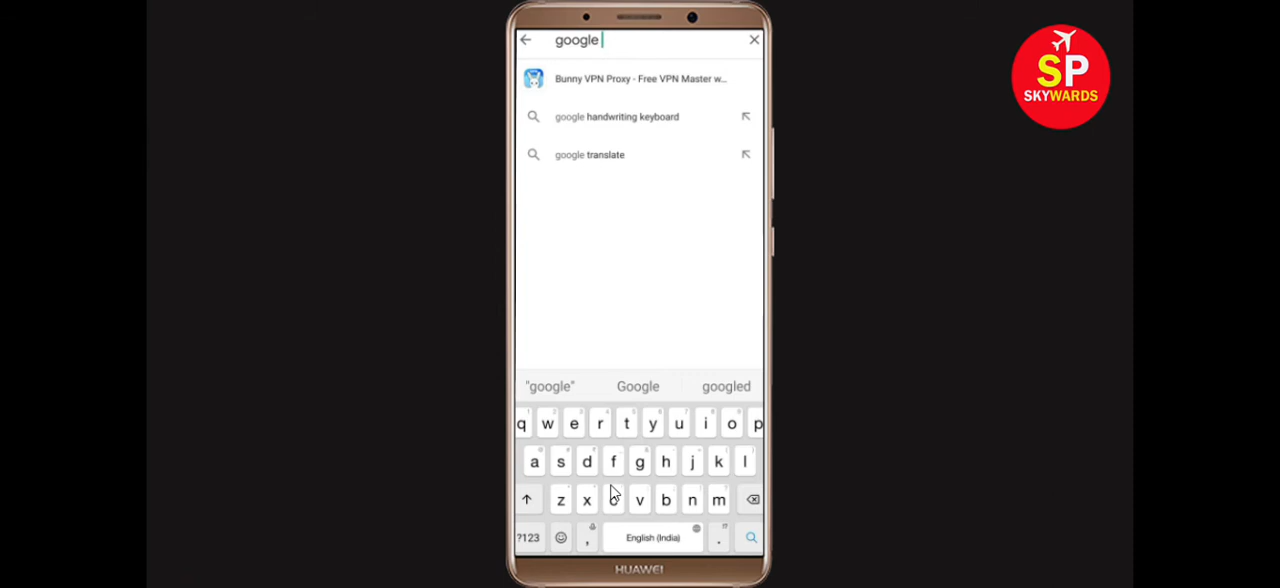 google
SP
SKYWARDS
Bunny VPN Proxy - Free VPN Master w...
google handwriting keyboard
google translate
"google" Google googled
q w e r t y u i o p
a s d f g h j k l
z x c v b n m
?123 , English (India) .
HUAWEI